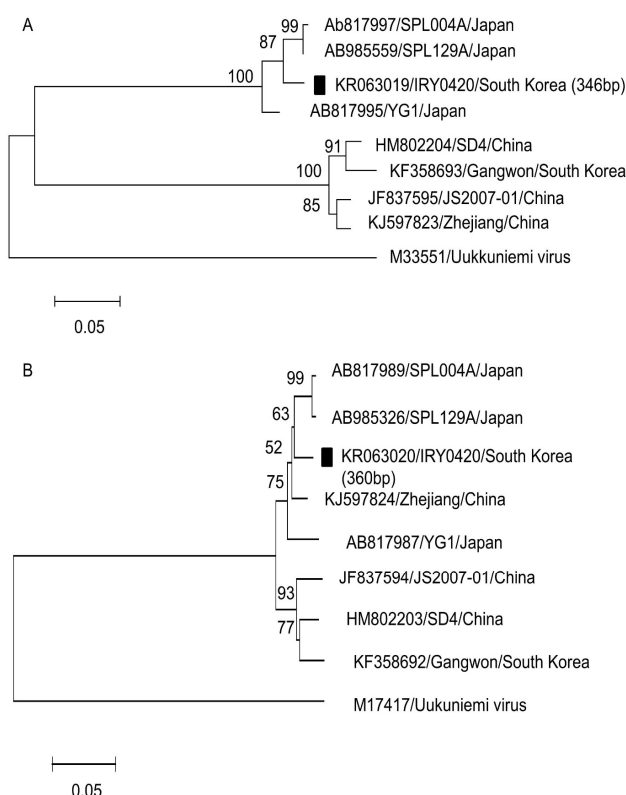 A
99
Ab817997/SPL004A/Japan
87
AB985559/SPL129A/Japan
100
KR063019/IRY0420/South Korea (346bp)
AB817995/YG1/Japan
91
HM802204/SD4/China
100
KF358693/Gangwon/South Korea
85
JF837595/JS2007-01/China
KJ597823/Zhejiang/China
M33551/Uukkuniemi virus
0.05
B
99
AB817989/SPL004A/Japan
63
AB985326/SPL129A/Japan
52
KR063020/IRY0420/South Korea
(360bp)
75
KJ597824/Zhejiang/China
AB817987/YG1/Japan
JF837594/JS2007-01/China
93
HM802203/SD4/China
77
KF358692/Gangwon/South Korea
M17417/Uukuniemi virus
0.05